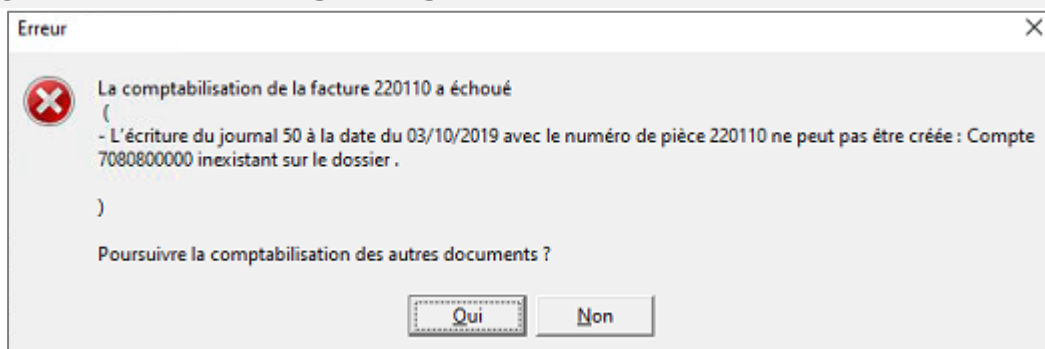 Erreur
La comptabilisation de la facture 220110 a échoué
(
- L'écriture du journal 50 à la date du 03/10/2019 avec le numéro de pièce 220110 ne peut pas être créée : Compte
7080800000 inexistant sur le dossier .
)
Poursuivre la comptabilisation des autres documents ?
Oui
Non